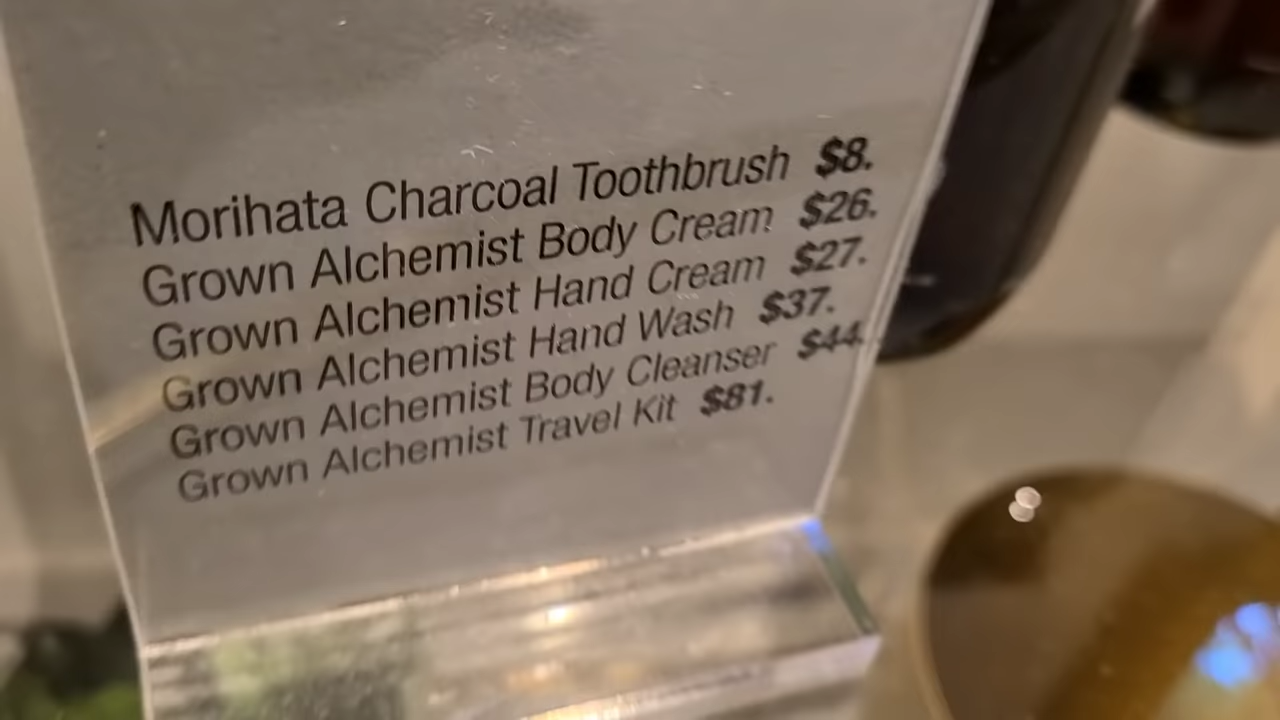 Morihata Charcoal Toothbrush $8.
Grown Alchemist Body Cream $26.
Grown Alchemist Hand Cream $27.
Grown Alchemist Hand Wash $37.
Grown Alchemist Body Cleanser $44.
Grown Alchemist Travel Kit $81.